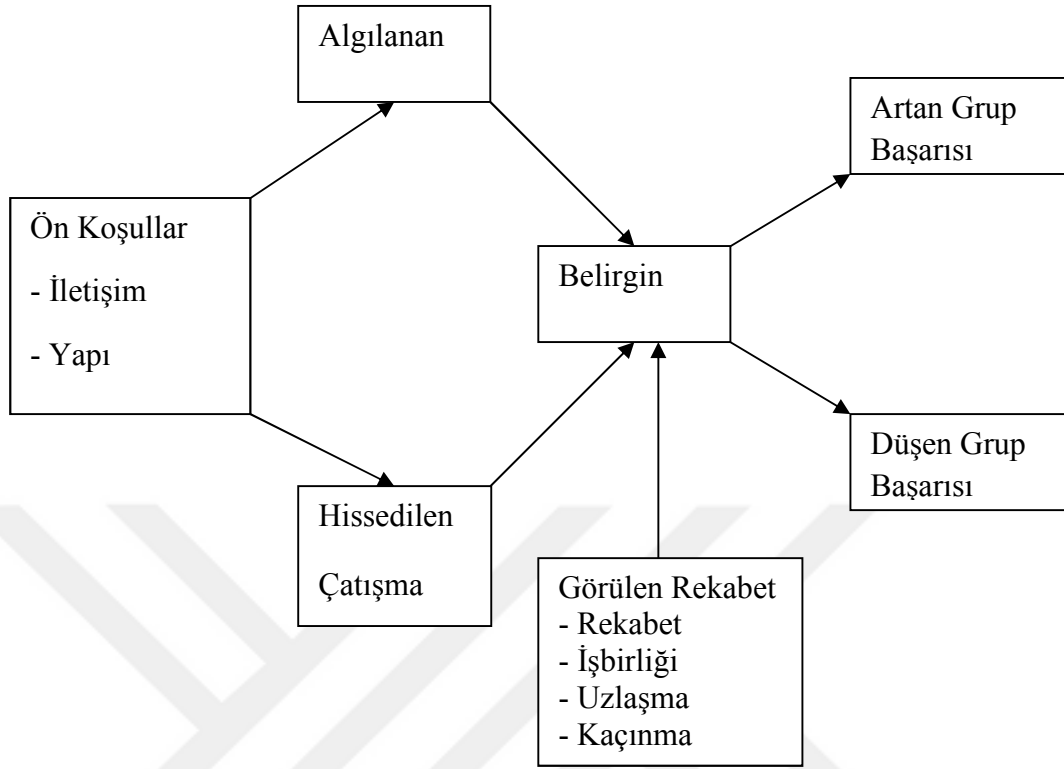 Algılanan
Artan Grup
Başarısı
Ön Koşullar
- İletişim
- Yapı
Belirgin
Düşen Grup
Başarısı
Hissedilen
Çatışma
Görülen Rekabet
- Rekabet
- İşbirliği
- Uzlaşma
- Kaçınma